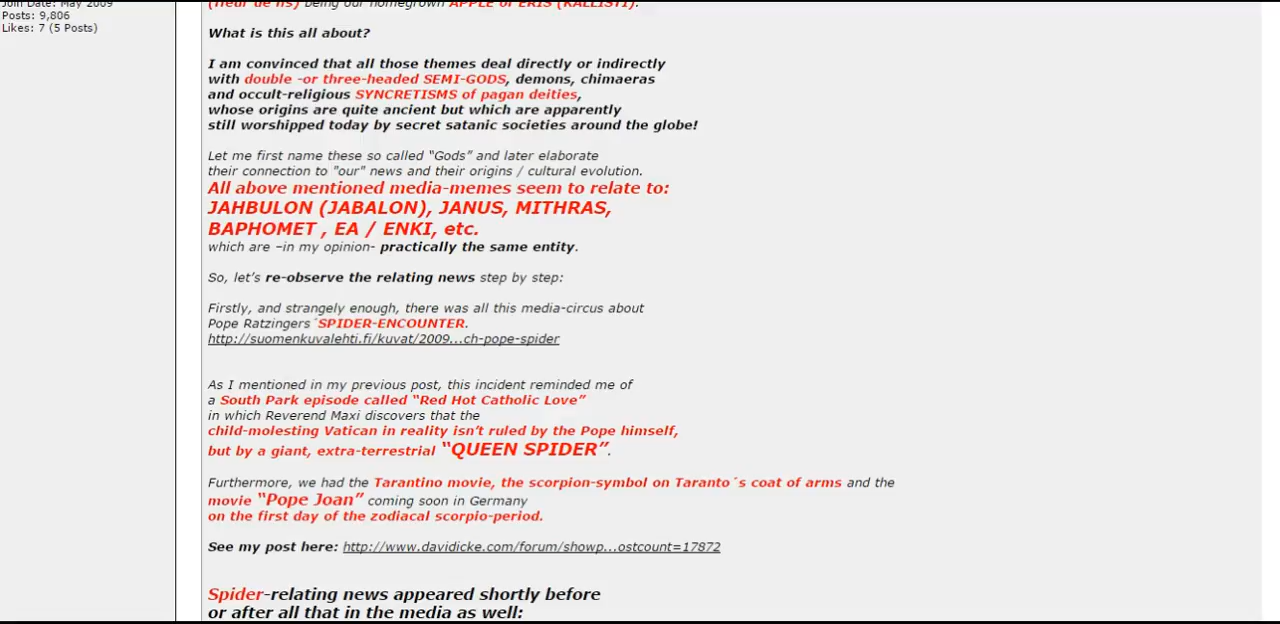 Join Date: May 2009
Posts: 9,806
Likes: 7 (5 Posts)
(fleur de lis) being our homegrown APPLE of ERIS (KALLISTI).
What is this all about?
I am convinced that all those themes deal directly or indirectly
with double -or three-headed SEMI-GODS, demons, chimaeras
and occult-religious SYNCRETISMS of pagan deities,
whose origins are quite ancient but which are apparently
still worshipped today by secret satanic societies around the globe!
Let me first name these so called “Gods” and later elaborate
their connection to "our" news and their origins / cultural evolution.
All above mentioned media-memes seem to relate to:
JAHBULON (JABALON), JANUS, MITHRAS,
BAPHOMET , EA / ENKI, etc.
which are –in my opinion- practically the same entity.
So, let’s re-observe the relating news step by step:
Firstly, and strangely enough, there was all this media-circus about
Pope Ratzingers´SPIDER-ENCOUNTER.
http://suomenkuvalehti.fi/kuvat/2009...ch-pope-spider
As I mentioned in my previous post, this incident reminded me of
a South Park episode called “Red Hot Catholic Love”
in which Reverend Maxi discovers that the
child-molesting Vatican in reality isn’t ruled by the Pope himself,
but by a giant, extra-terrestrial “QUEEN SPIDER”.
Furthermore, we had the Tarantino movie, the scorpion-symbol on Taranto´s coat of arms and the
movie “Pope Joan” coming soon in Germany
on the first day of the zodiacal scorpio-period.
See my post here: http://www.davidicke.com/forum/showp...ostcount=17872
Spider-relating news appeared shortly before
or after all that in the media as well: